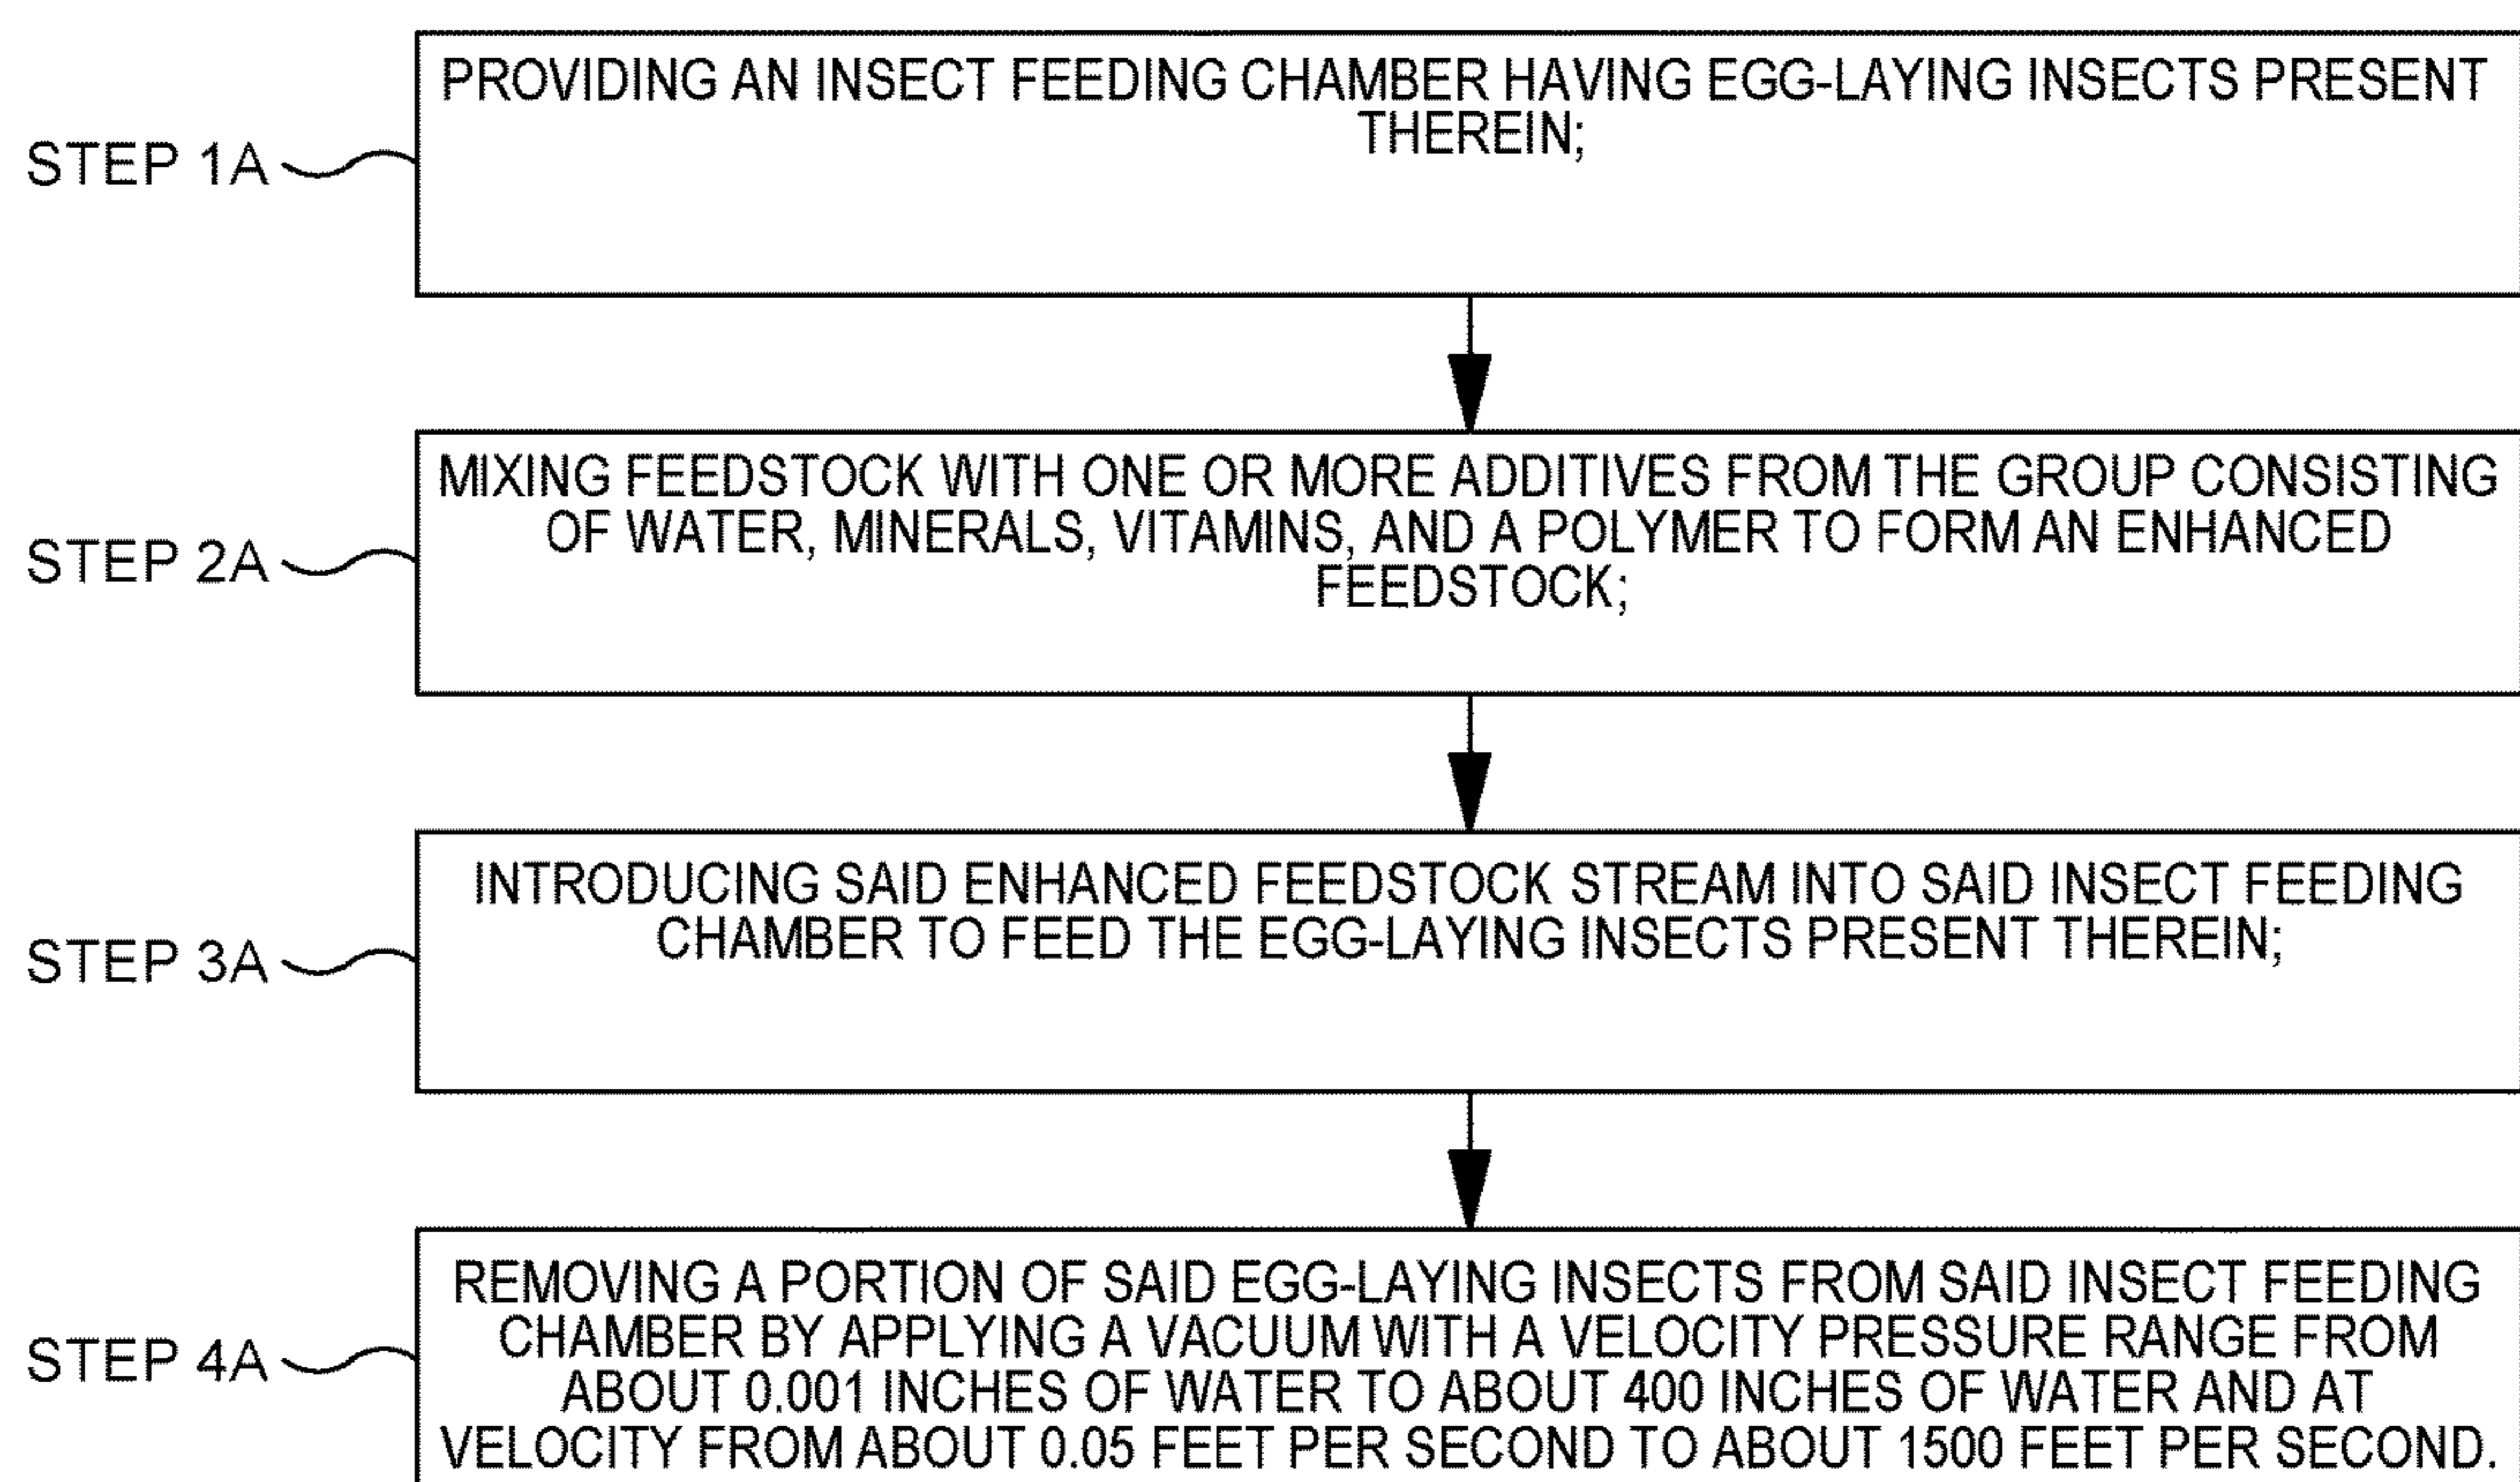 PROVIDING AN INSECT FEEDING CHAMBER HAVING EGG-LAYING INSECTS PRESENT
THEREIN;
STEP 1A
MIXING FEEDSTOCK WITH ONE OR MORE ADDITIVES FROM THE GROUP CONSISTING
OF WATER, MINERALS, VITAMINS, AND A POLYMER TO FORM AN ENHANCED
FEEDSTOCK;
STEP 2A
INTRODUCING SAID ENHANCED FEEDSTOCK STREAM INTO SAID INSECT FEEDING
CHAMBER TO FEED THE EGG-LAYING INSECTS PRESENT THEREIN;
STEP 3A
REMOVING A PORTION OF SAID EGG-LAYING INSECTS FROM SAID INSECT FEEDING
CHAMBER BY APPLYING A VACUUM WITH A VELOCITY PRESSURE RANGE FROM
ABOUT 0.001 INCHES OF WATER TO ABOUT 400 INCHES OF WATER AND AT
VELOCITY FROM ABOUT 0.05 FEET PER SECOND TO ABOUT 1500 FEET PER SECOND.
STEP 4A